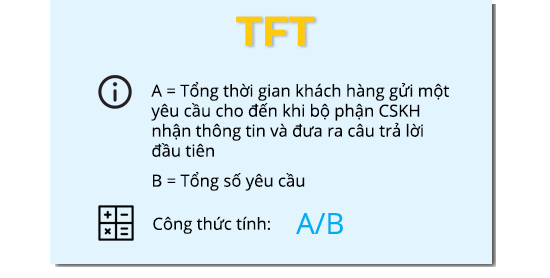 TFT
A = Tổng thời gian khách hàng gửi một
yêu cầu cho đến khi bộ phận CSKH
nhận thông tin và đưa ra câu trả lời
đầu tiên
B = Tổng số yêu cầu
Công thức tính: A/B